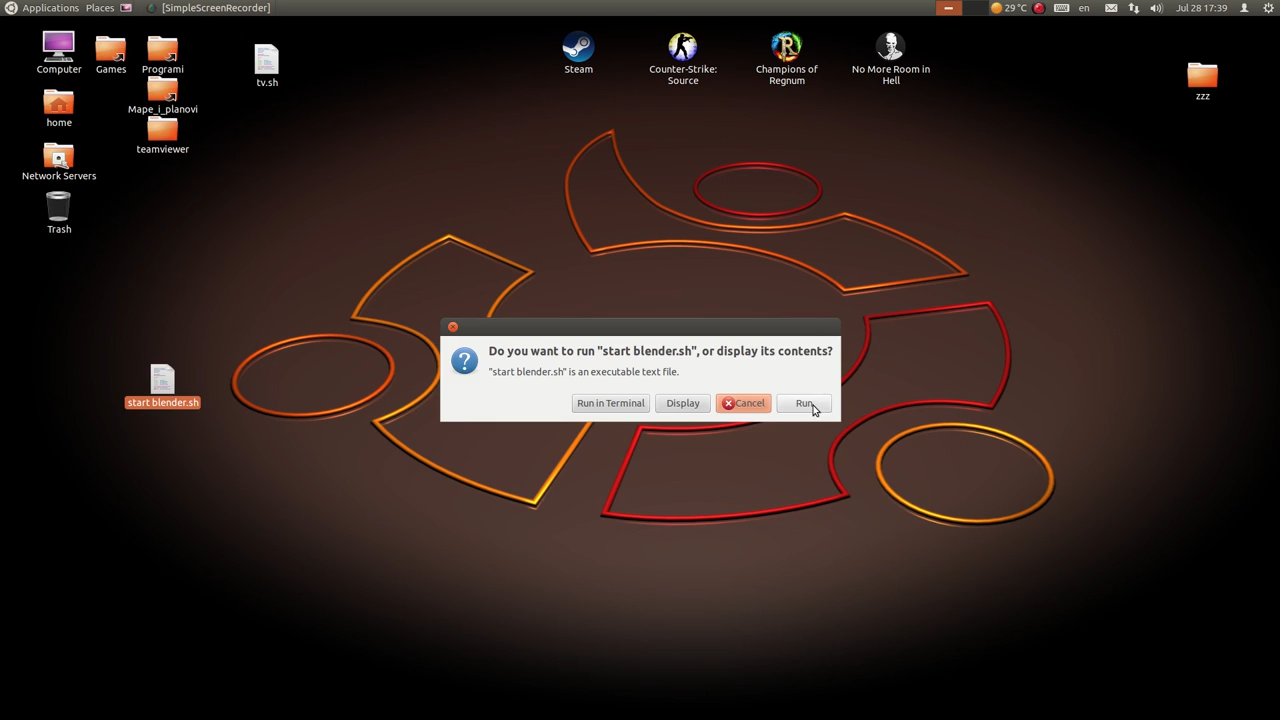 Applications Places [SimpleScreenRecorder] 29 °C en Jul 28 17:39
Computer
Games
Programi
tv.sh
Steam
Counter-Strike:
Source
Champions of
Regnum
No More Room in
Hell
zzz
home
Mape_i_planovi
teamviewer
Network Servers
Trash
start blender.sh
Do you want to run "start blender.sh", or display its contents?
"start blender.sh" is an executable text file.
Run in Terminal Display Cancel Run